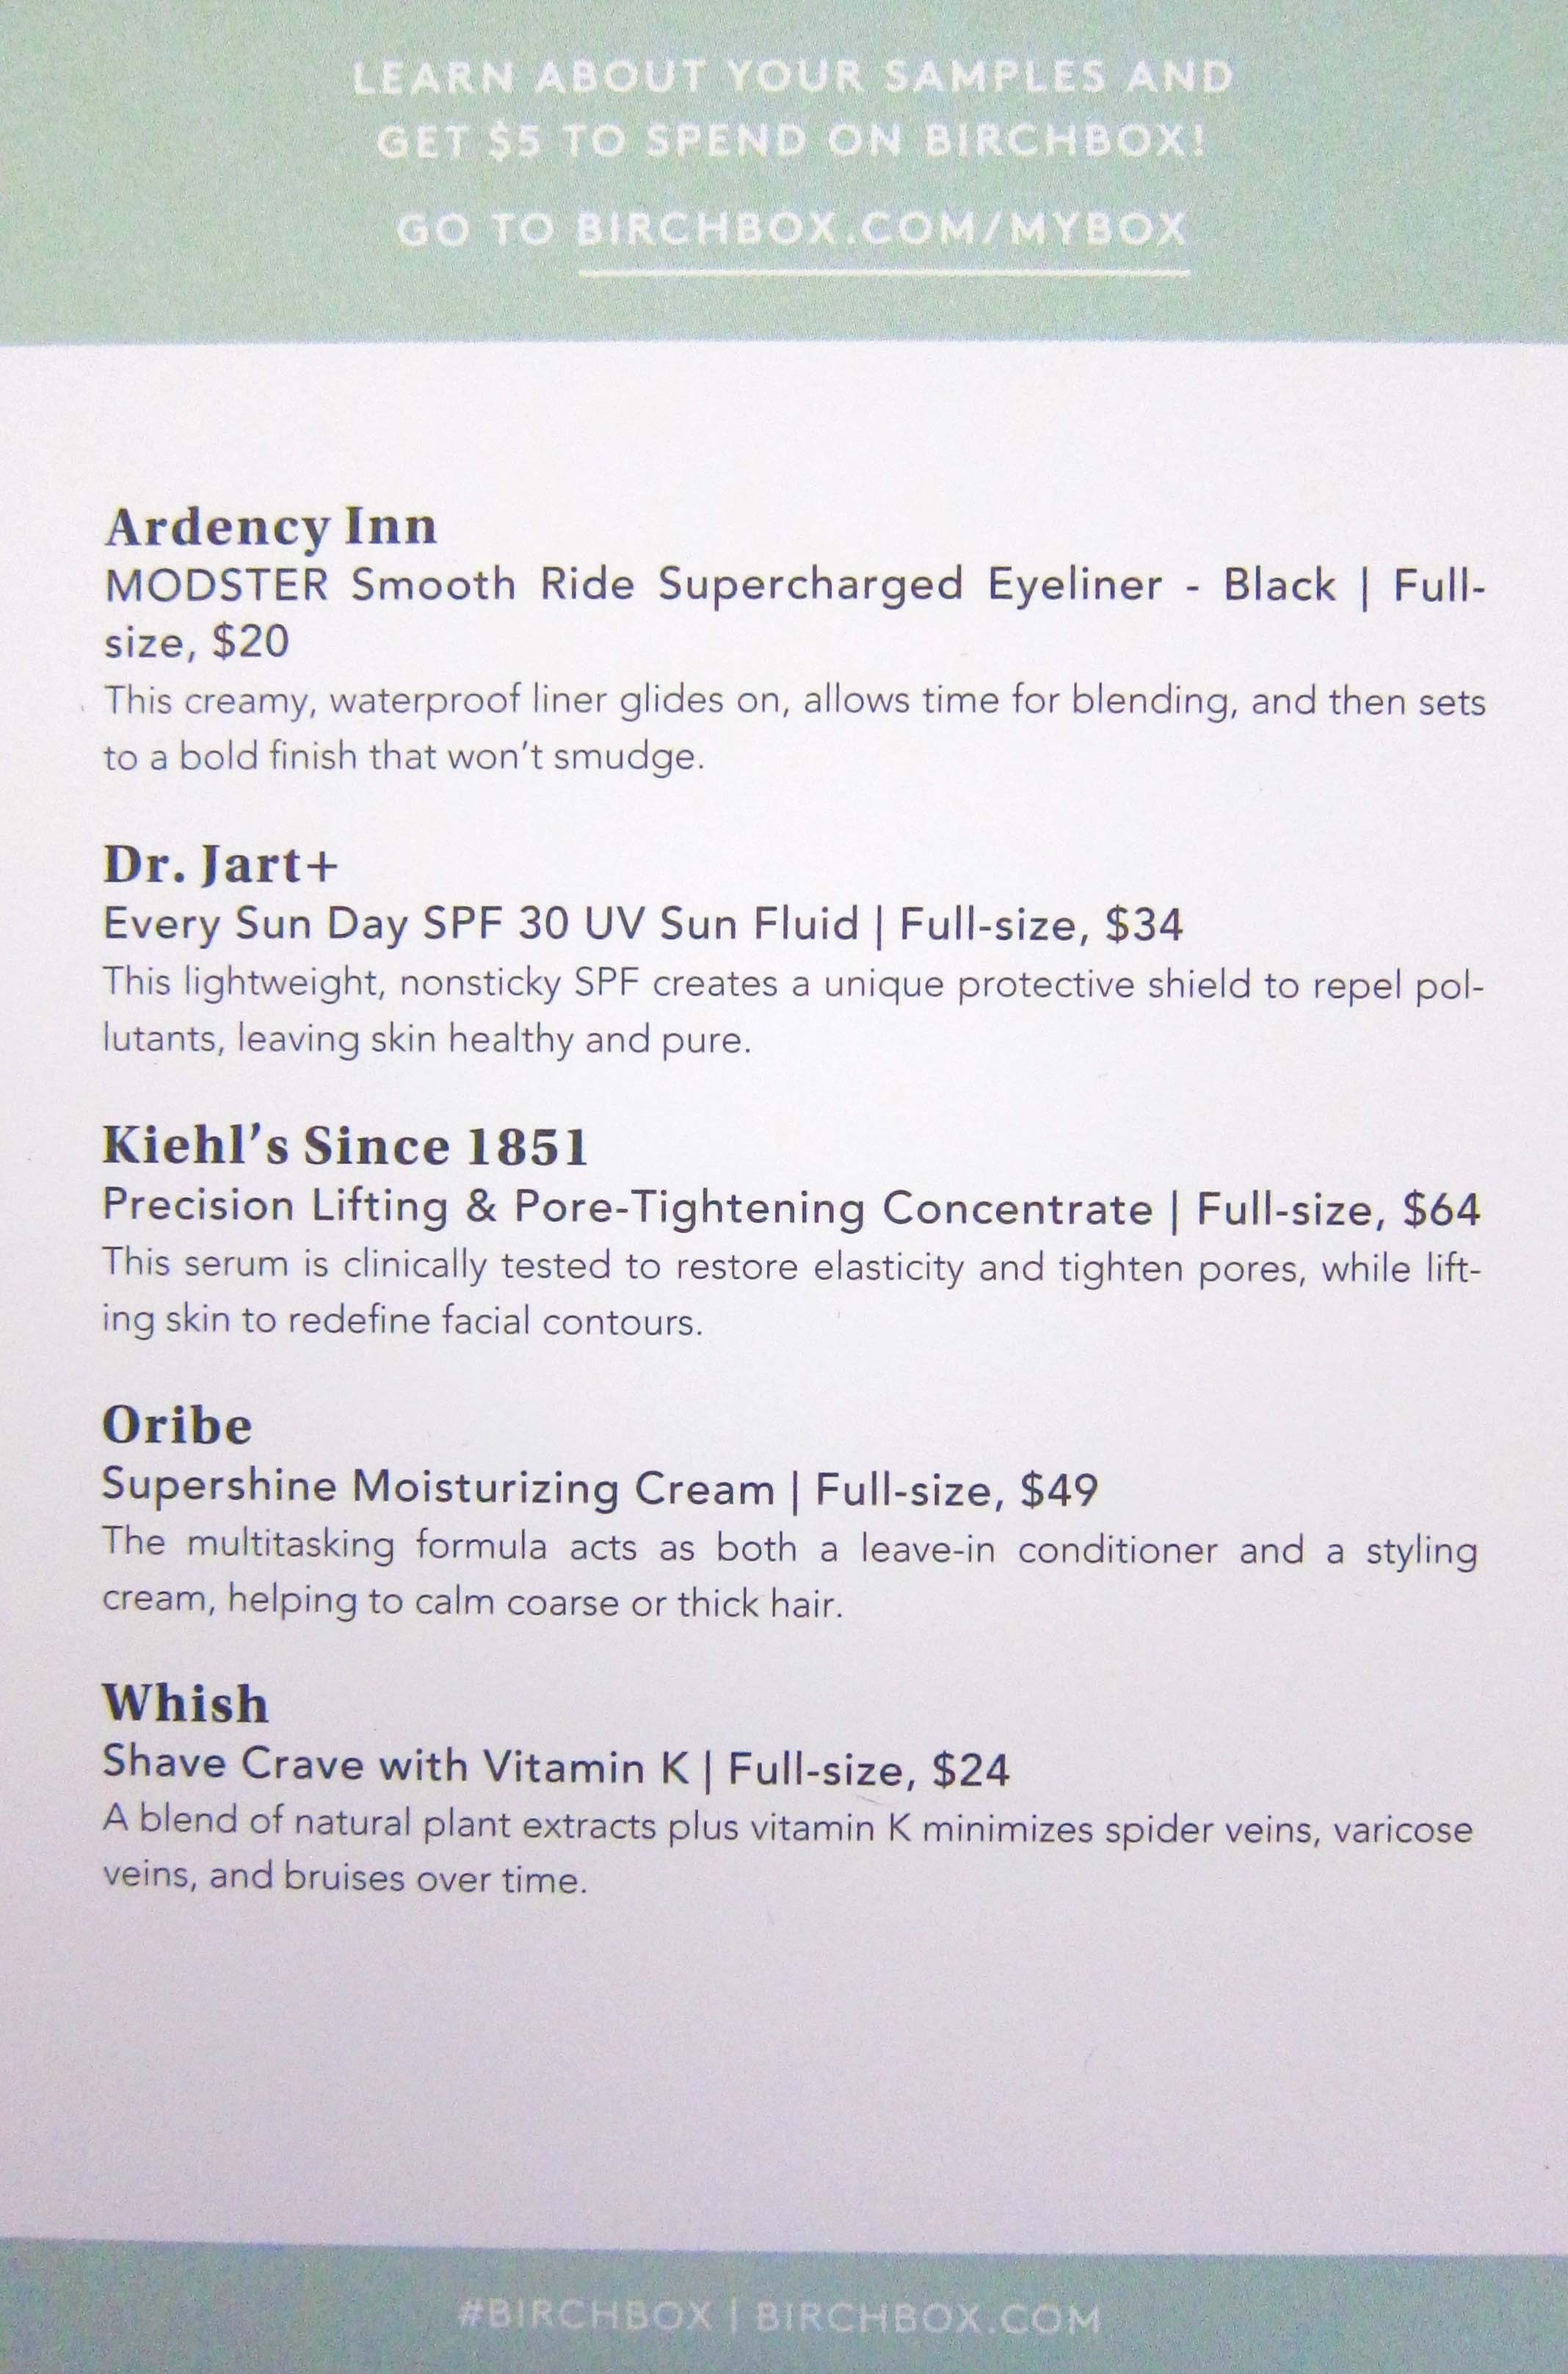 LEARN ABOUT YOUR SAMPLES AND
GET $5 TO SPEND ON BIRCHBOX!
GO TO BIRCHBOX.COM/MYBOX
Ardency Inn
MODSTER Smooth Ride Supercharged Eyeliner - Black | Full-
size, $20
This creamy, waterproof liner glides on, allows time for blending, and then sets
to a bold finish that won't smudge.
Dr. Jart+
Every Sun Day SPF 30 UV Sun Fluid | Full-size, $34
This lightweight, nonsticky SPF creates a unique protective shield to repel pol-
lutants, leaving skin healthy and pure.
Kiehl's Since 1851
Precision Lifting & Pore-Tightening Concentrate | Full-size, $64
This serum is clinically tested to restore elasticity and tighten pores, while lift-
ing skin to redefine facial contours.
Oribe
Supershine Moisturizing Cream | Full-size, $49
The multitasking formula acts as both a leave-in conditioner and a styling
cream, helping to calm coarse or thick hair.
Whish
Shave Crave with Vitamin K | Full-size, $24
A blend of natural plant extracts plus vitamin K minimizes spider veins, varicose
veins, and bruises over time.
#BIRCHBOX | BIRCHBOX.COM